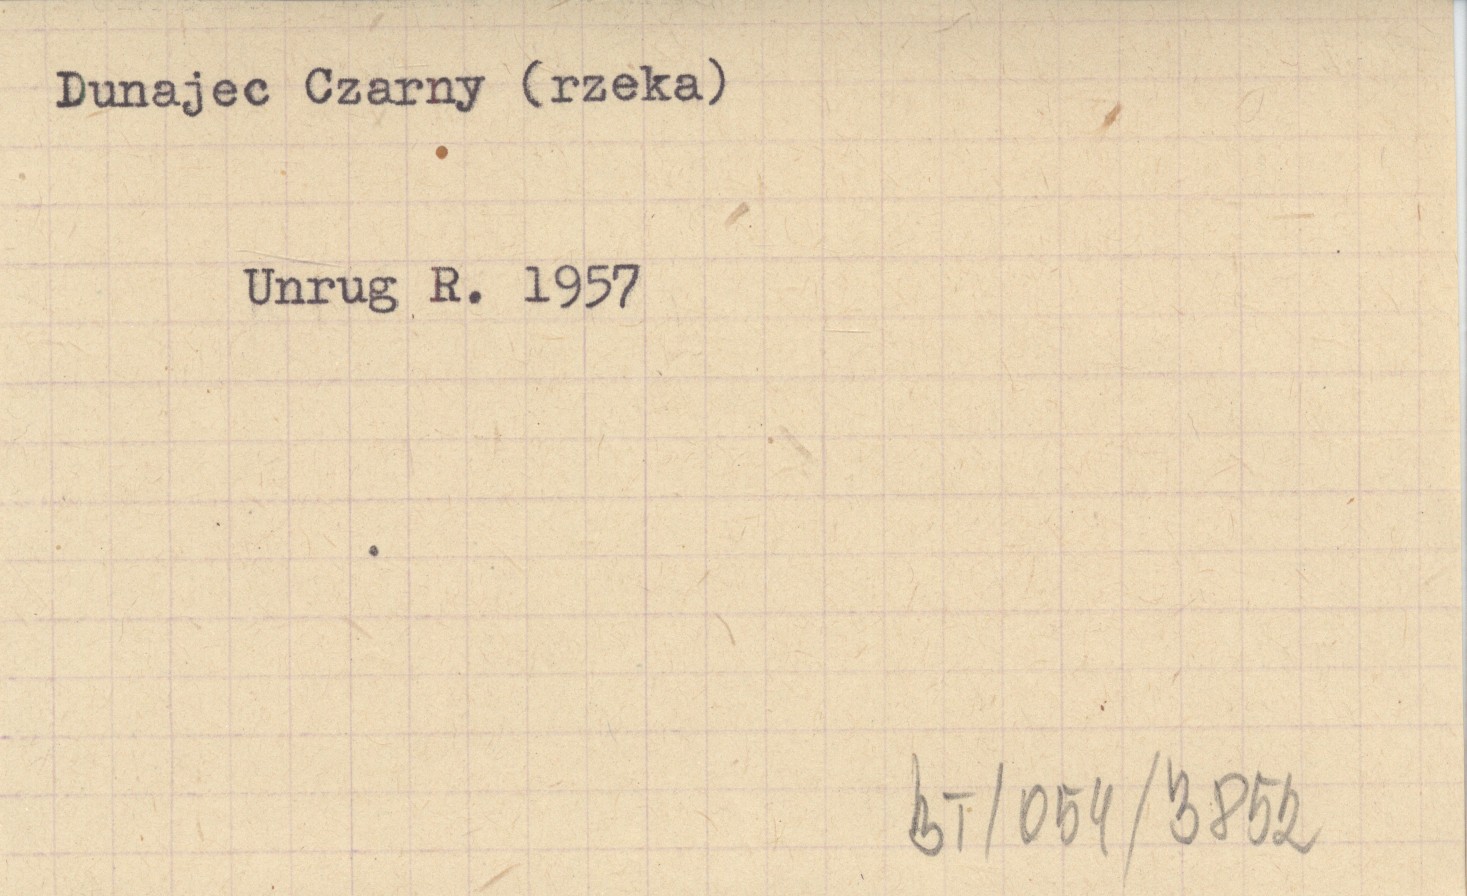 Dunajec Czarny (rzeka)
Unrug R. 1957
BT/054/3852